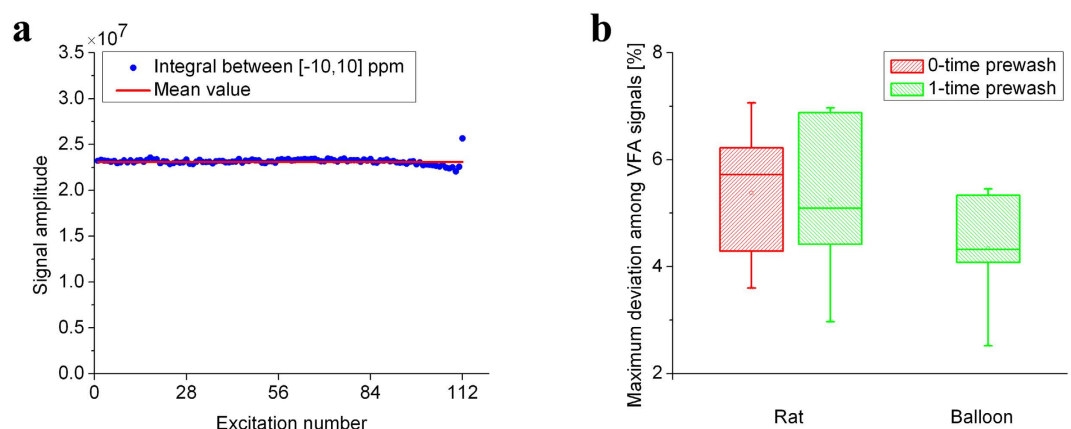 a
×10⁷
3.5
3.0
2.5
2.0
1.5
1.0
0.5
0.0
Signal amplitude
Integral between [-10,10] ppm
Mean value
0 28 56 84 112
Excitation number
b
8
6
4
2
Maximum deviation among VFA signals [%]
0-time prewash
1-time prewash
Rat Balloon